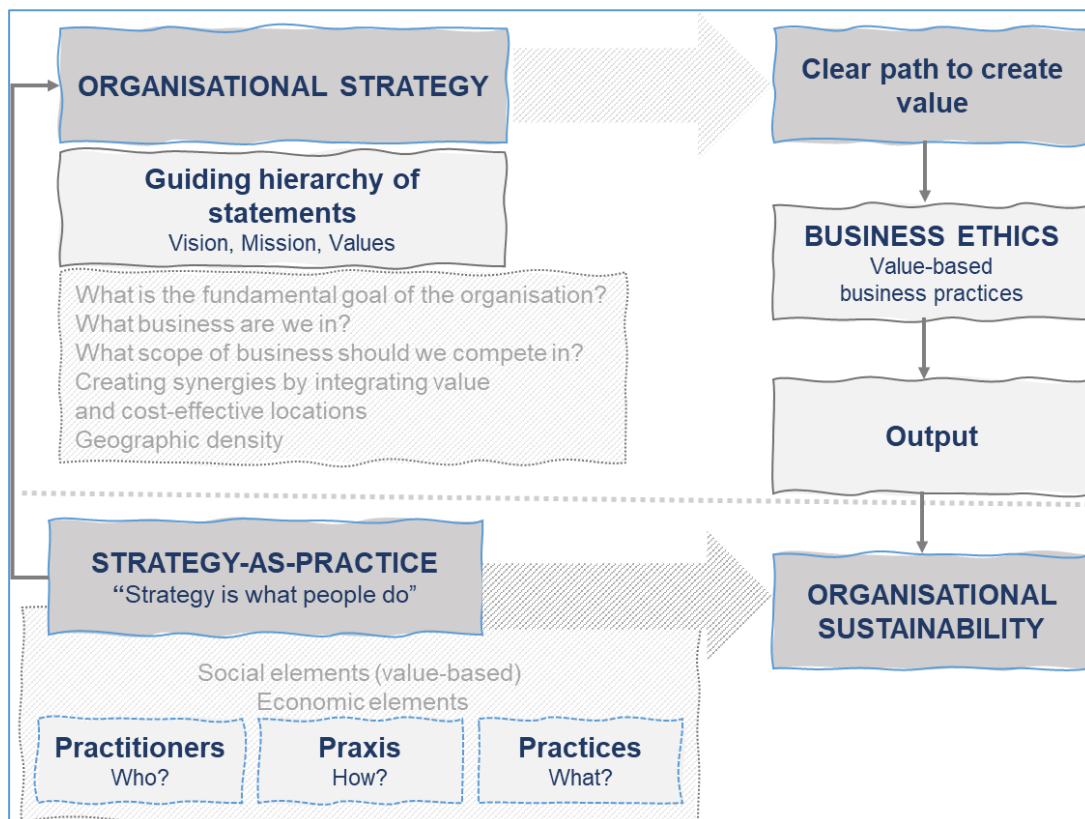 ORGANISATIONAL STRATEGY
Guiding hierarchy of
statements
Vision, Mission, Values
What is the fundamental goal of the organisation?
What business are we in?
What scope of business should we compete in?
Creating synergies by integrating value
and cost-effective locations
Geographic density
Clear path to create
value
BUSINESS ETHICS
Value-based
business practices
Output
STRATEGY-AS-PRACTICE
“Strategy is what people do”
ORGANISATIONAL
SUSTAINABILITY
Social elements (value-based)
Economic elements
Practitioners
Who?
Praxis
How?
Practices
What?